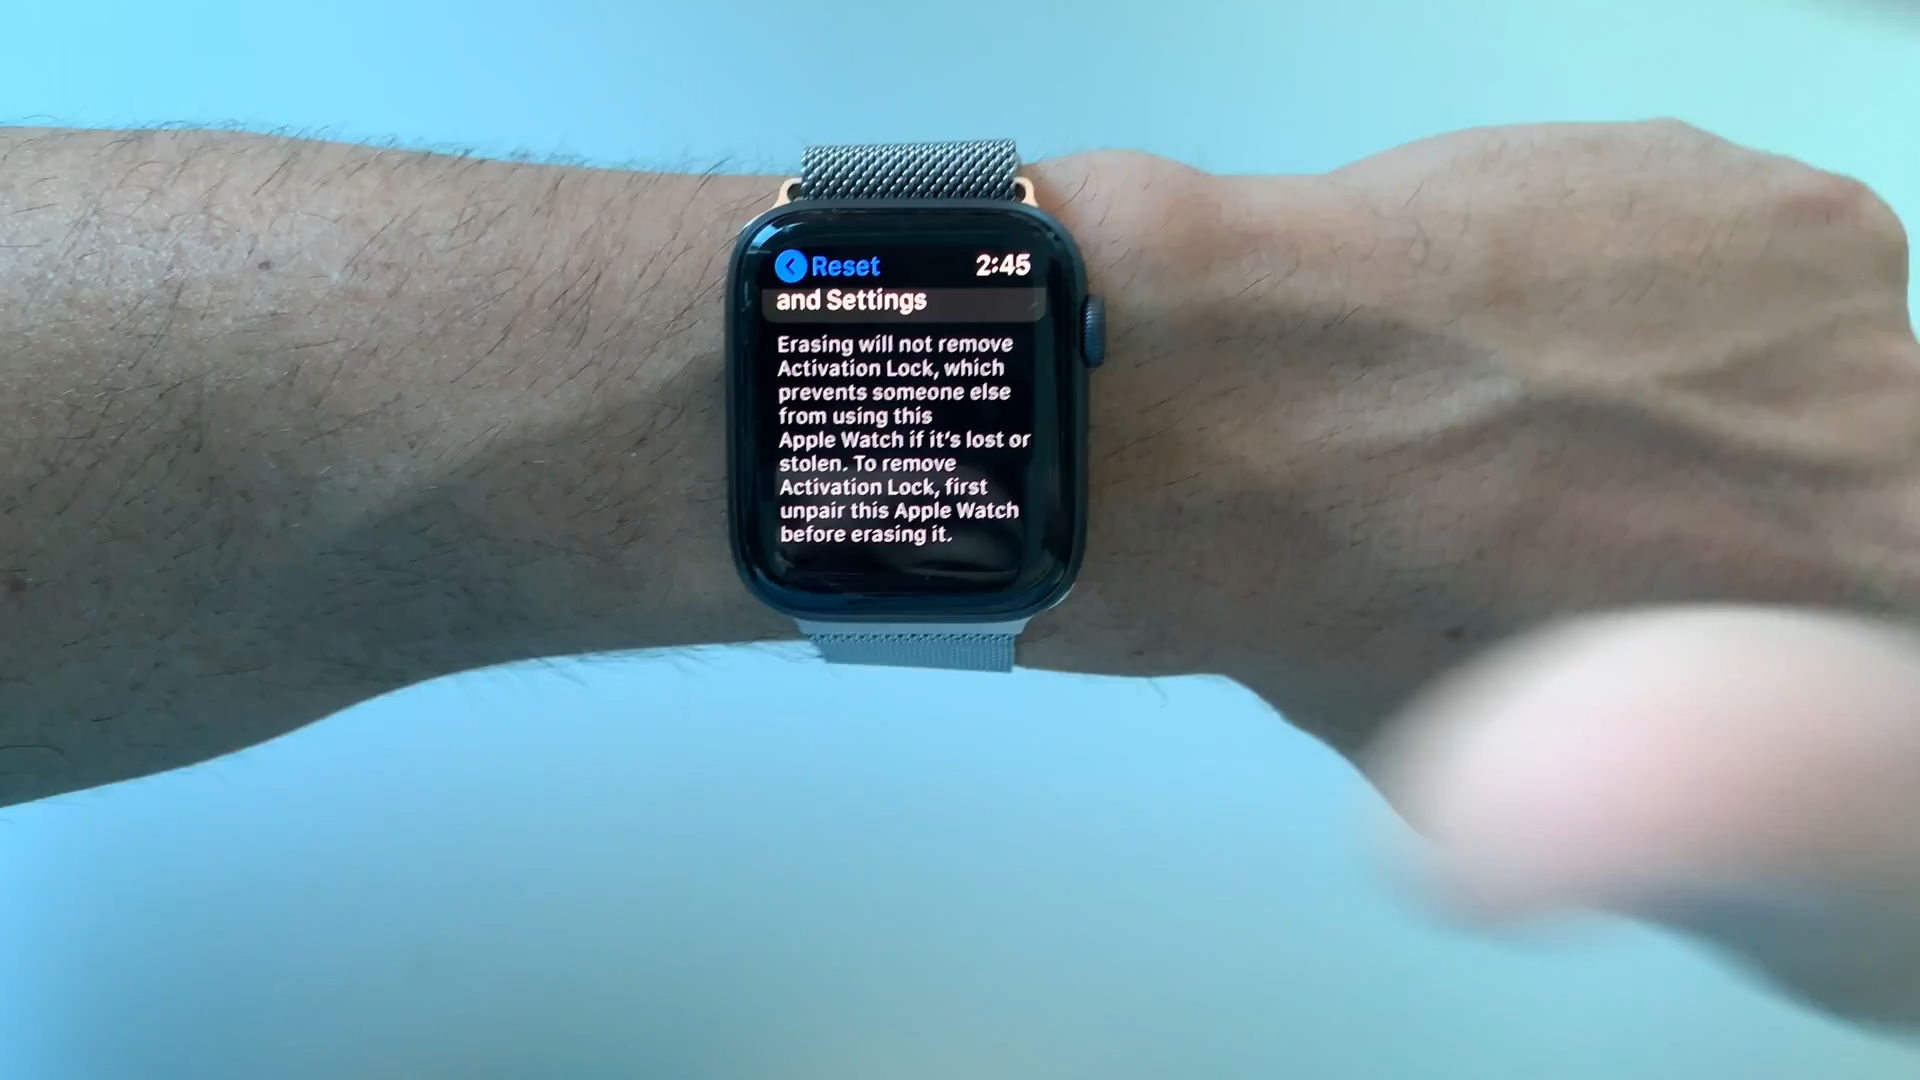 Reset 2:45
and Settings
Erasing will not remove
Activation Lock, which
prevents someone else
from using this
Apple Watch if it's lost or
stolen. To remove
Activation Lock, first
unpair this Apple Watch
before erasing it.